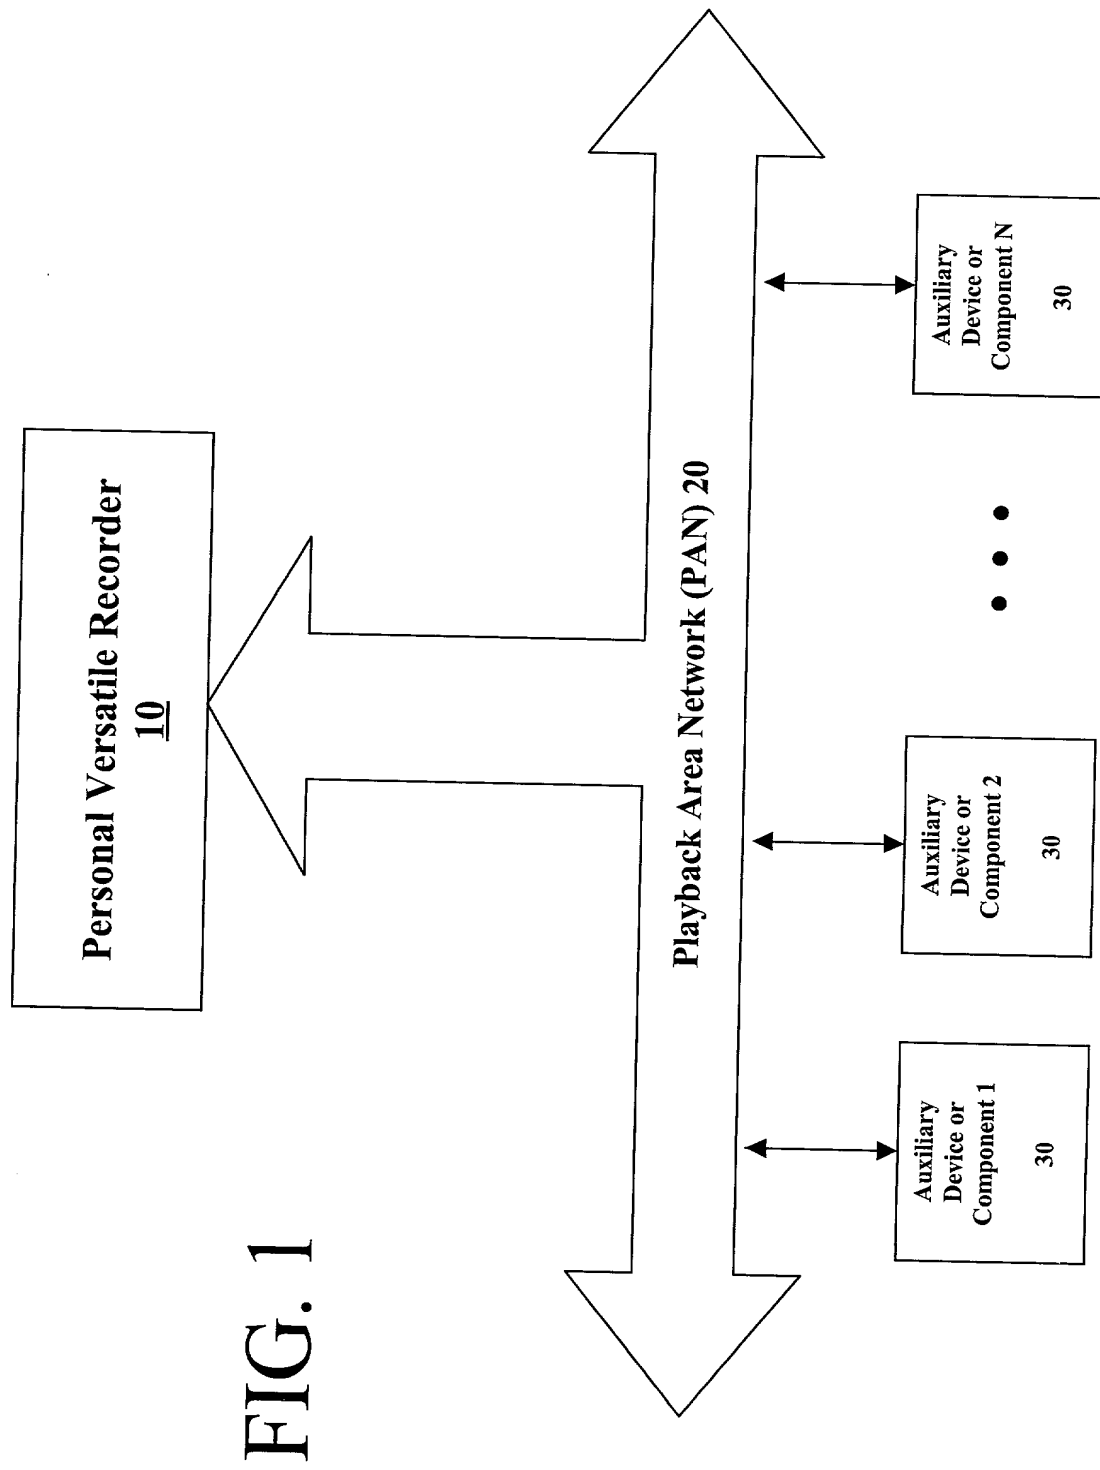 FIG. 1
Personal Versatile Recorder
10
Playback Area Network (PAN) 20
Auxiliary
Device or
Component 1
30
Auxiliary
Device or
Component 2
30
Auxiliary
Device or
Component N
30